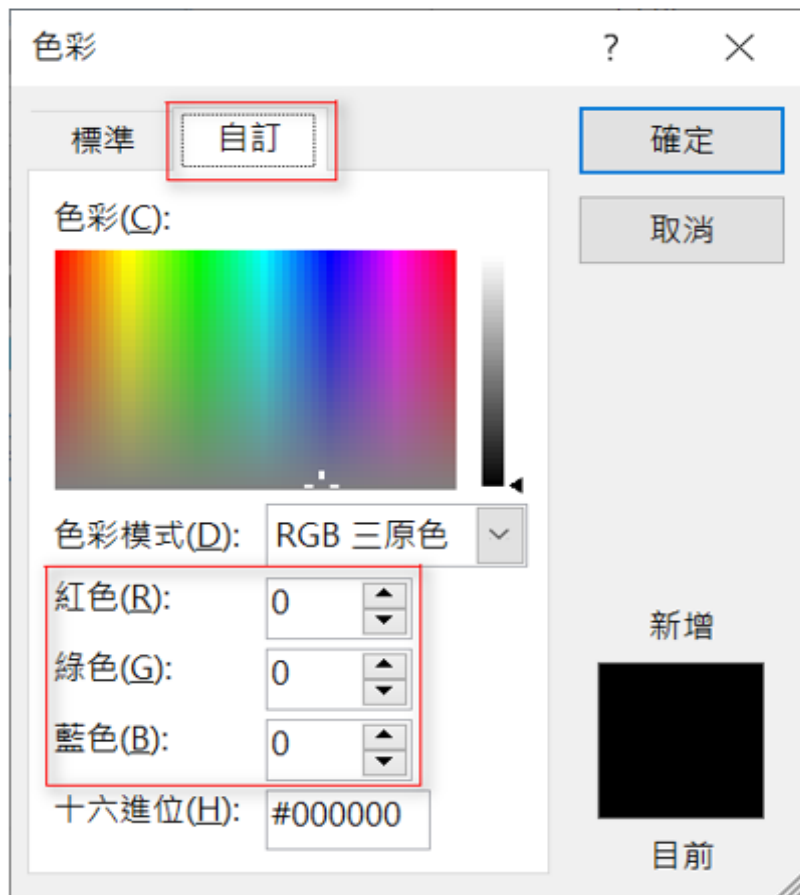 色彩 ?
標準 自訂 確定
取消
色彩(C):
色彩模式(D): RGB 三原色
紅色(R): 0
綠色(G): 0
藍色(B): 0
十六進位(H): #000000
新增
目前